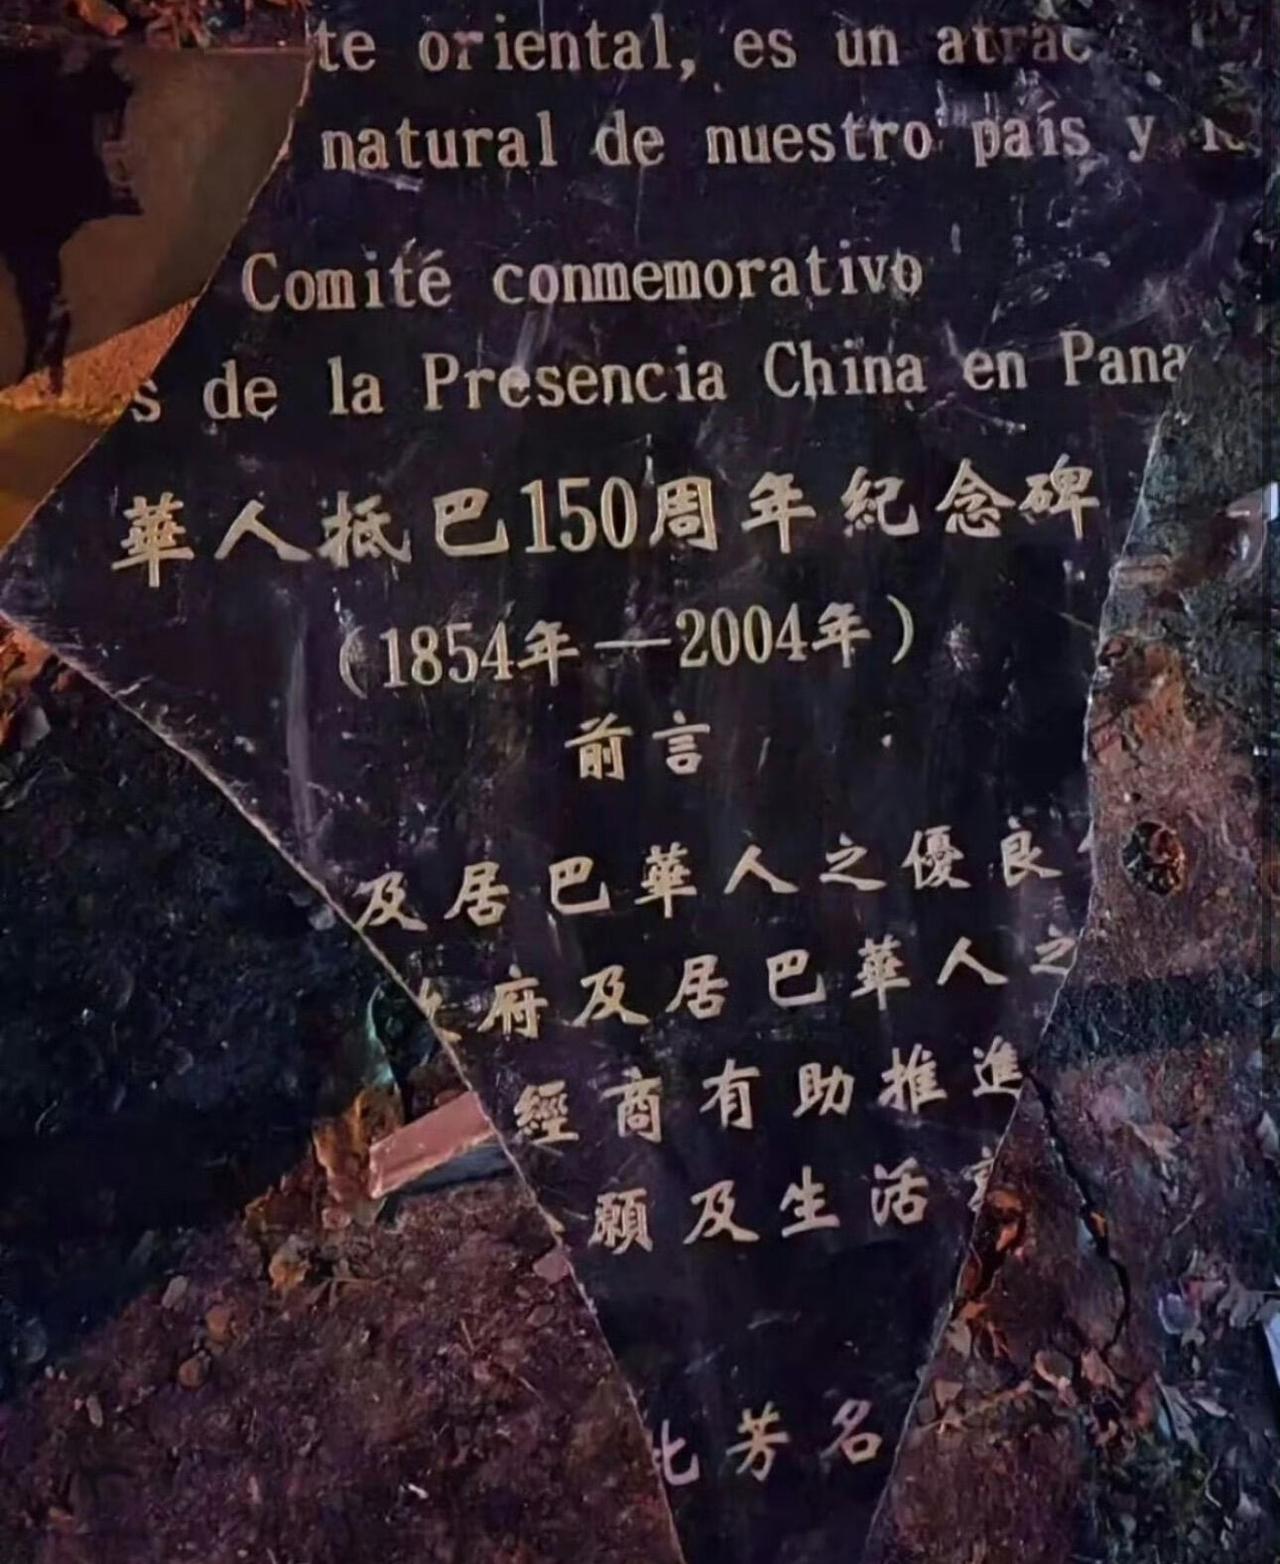 te oriental, es un atrac
natural de nuestro país y
Comité conmemorativo
s de la Presencia China en Pana
華人抵巴150周年紀念碑
(1854年—2004年)
前言
及居巴華人之優良
府及居巴華人之
經商有助推進
願及生活
芳名